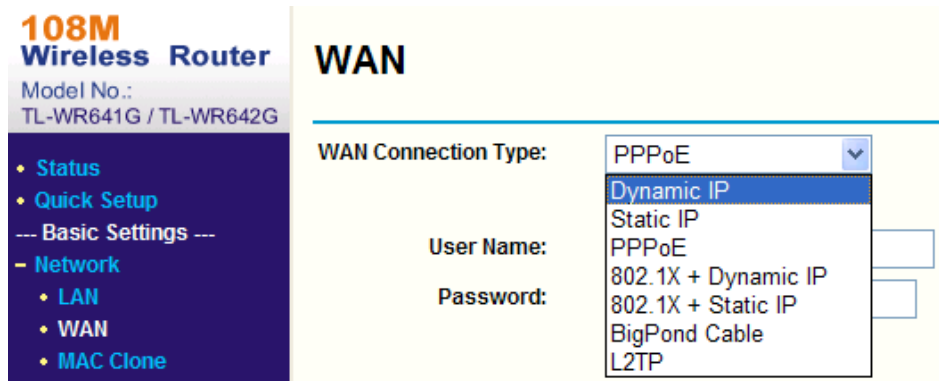 108M
Wireless Router
Model No.:
TL-WR641G / TL-WR642G
• Status
• Quick Setup
--- Basic Settings ---
– Network
• LAN
• WAN
• MAC Clone
WAN
WAN Connection Type: PPPoE
Dynamic IP
Static IP
PPPoE
802.1X + Dynamic IP
802.1X + Static IP
BigPond Cable
L2TP
User Name:
Password: